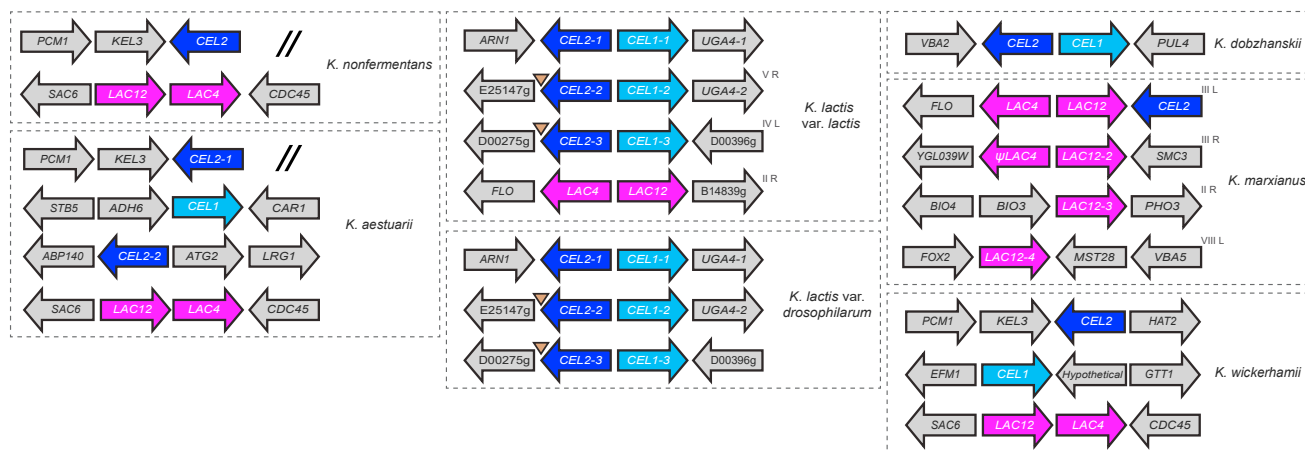 PCM1 KEL3 CEL2 //
K. nonfermentans
SAC6 LAC12 LAC4 CDC45
PCM1 KEL3 CEL2-1 //
STB5 ADH6 CEL1 CAR1
K. aestuarii
ABP140 CEL2-2 ATG2 LRG1
SAC6 LAC12 LAC4 CDC45
ARN1 CEL2-1 CEL1-1 UGA4-1
E25147g CEL2-2 CEL1-2 UGA4-2 V R
K. lactis
var. lactis
D00275g CEL2-3 CEL1-3 D00396g IV L
FLO LAC4 LAC12 B14839g II R
ARN1 CEL2-1 CEL1-1 UGA4-1
E25147g CEL2-2 CEL1-2 UGA4-2
K. lactis var.
drosophilarum
D00275g CEL2-3 CEL1-3 D00396g
VBA2 CEL2 CEL1 PUL4
K. dobzhanskii
FLO LAC4 LAC12 CEL2 III L
YGL039W ψLAC4 LAC12-2 SMC3 III R
K. marxianus
BIO4 BIO3 LAC12-3 PHO3 II R
FOX2 LAC12-4 MST28 VBA5 VIII L
PCM1 KEL3 CEL2 HAT2
EFM1 CEL1 Hypothetical GTT1
K. wickerhamii
SAC6 LAC12 LAC4 CDC45